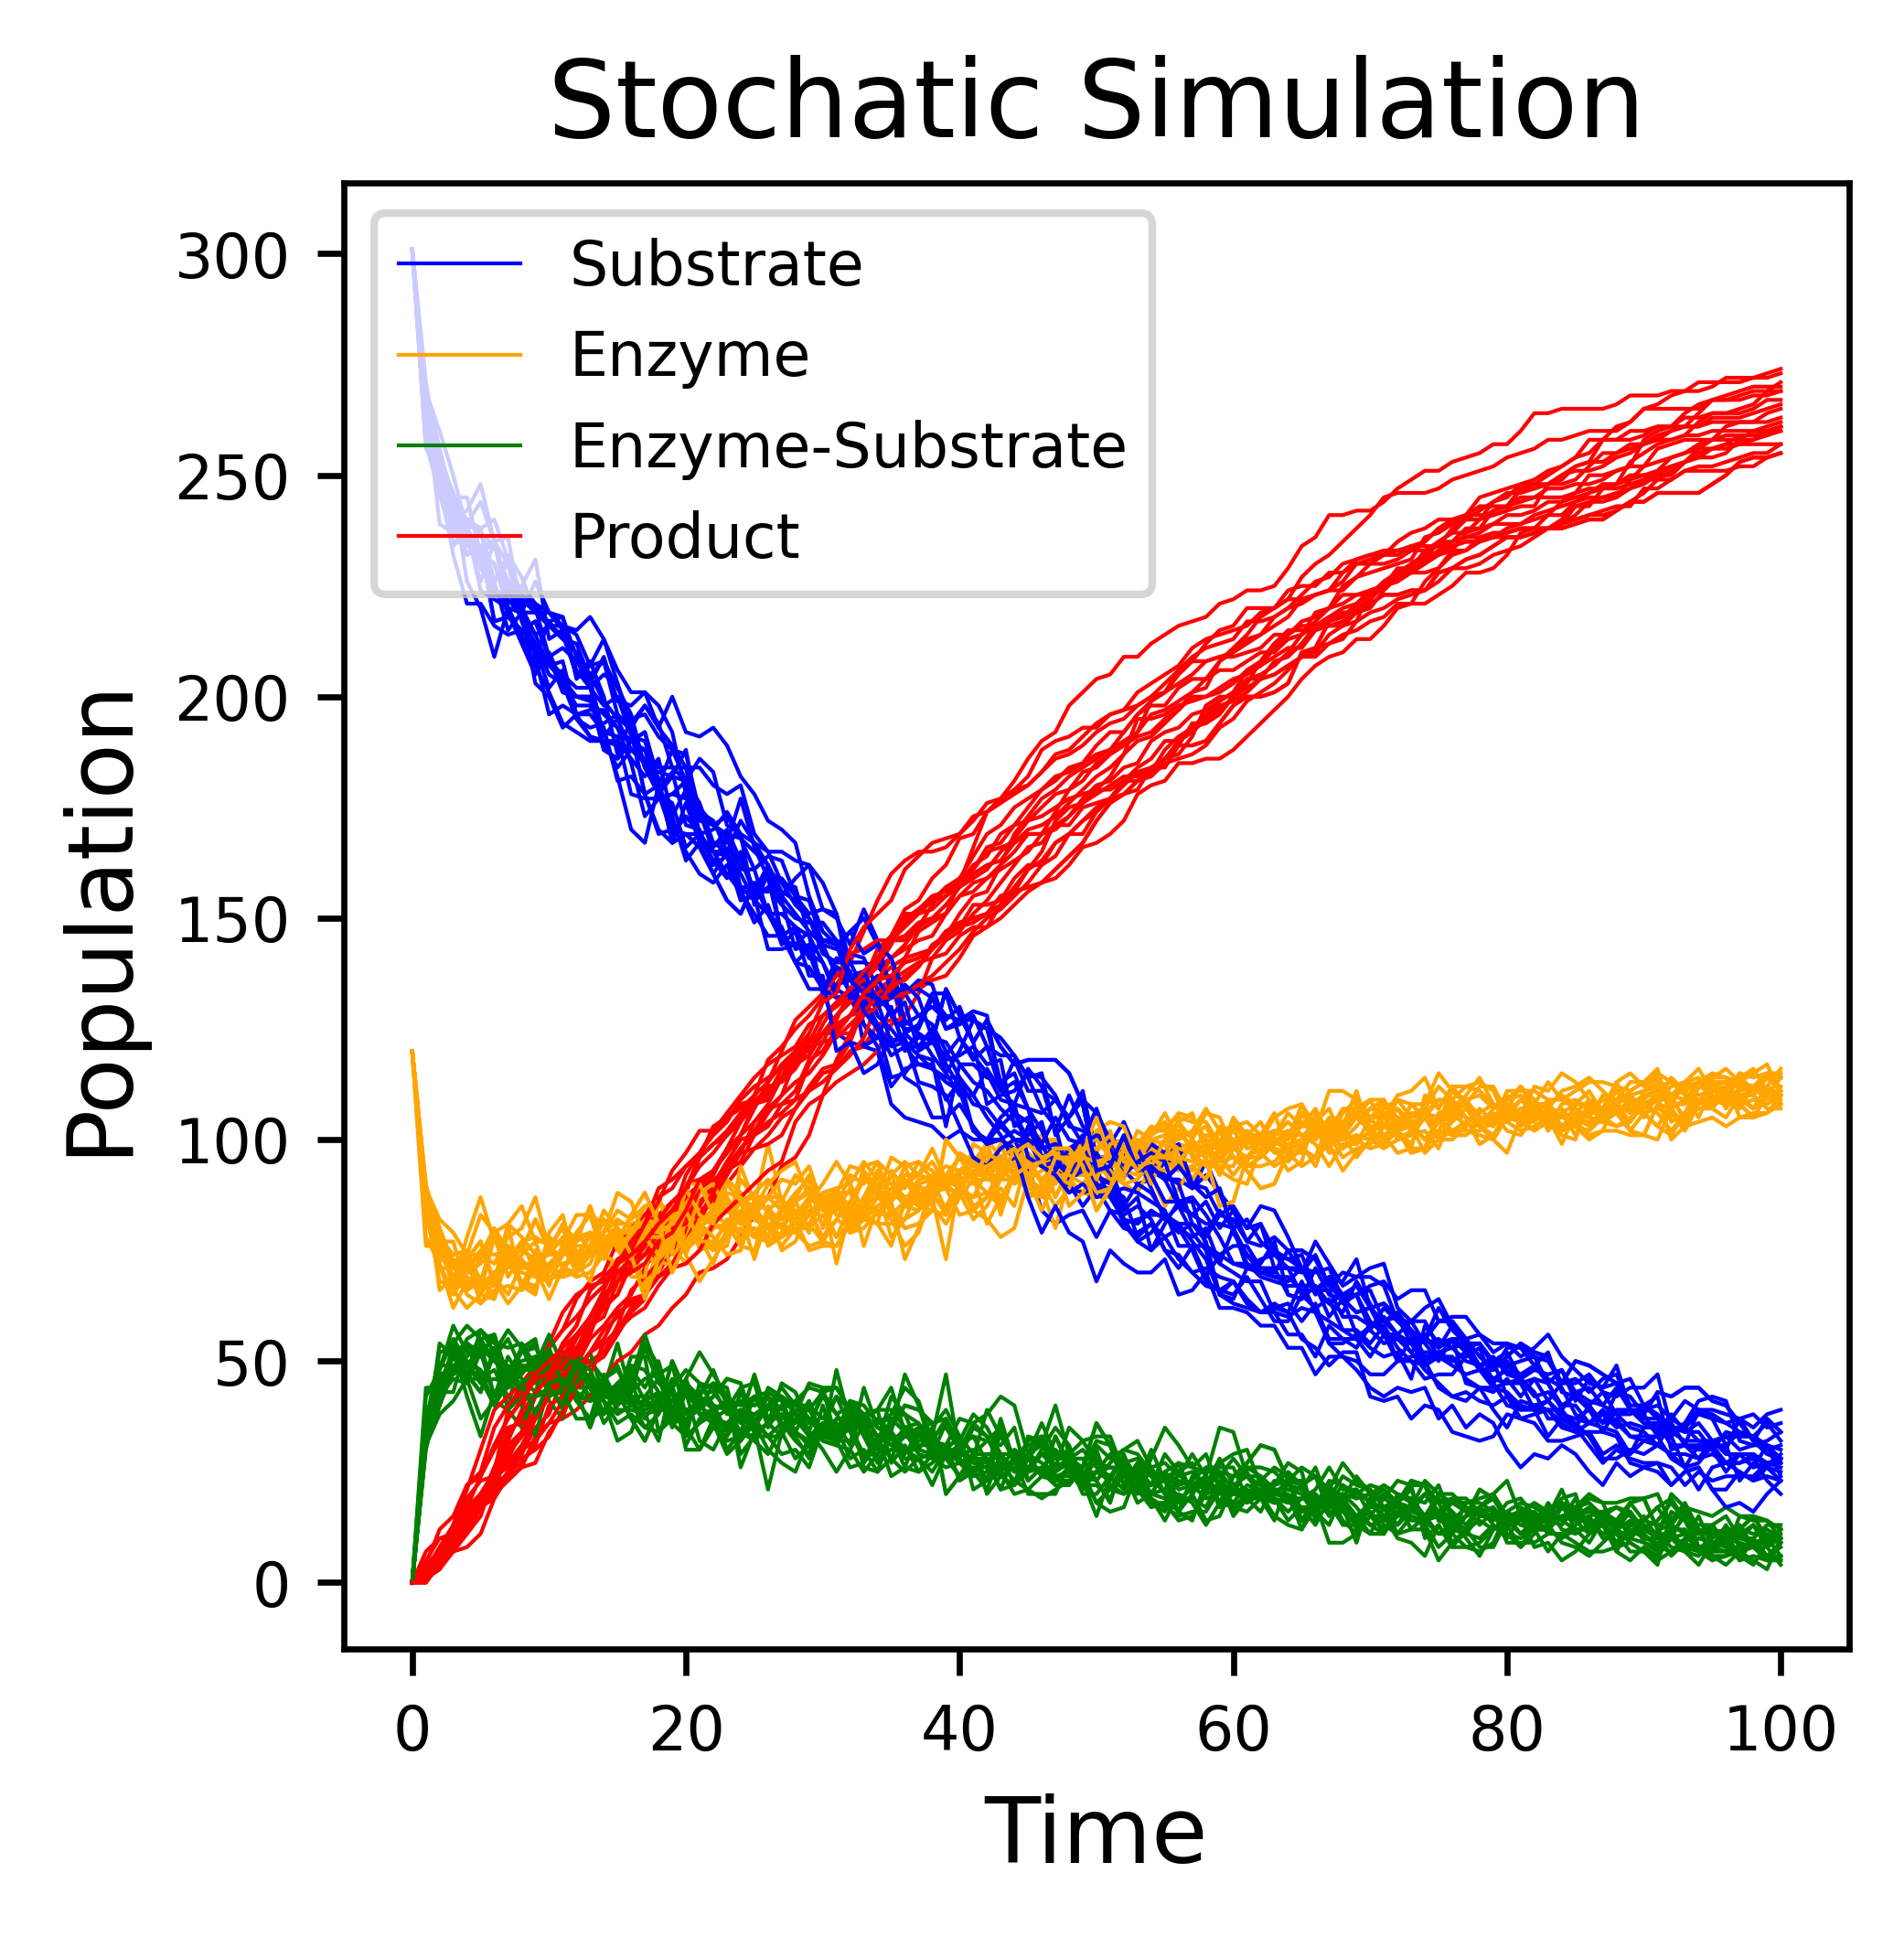 Stochatic Simulation
Substrate
Enzyme
Enzyme-Substrate
Product
Population
300
250
200
150
100
50
0
0 20 40 60 80 100
Time